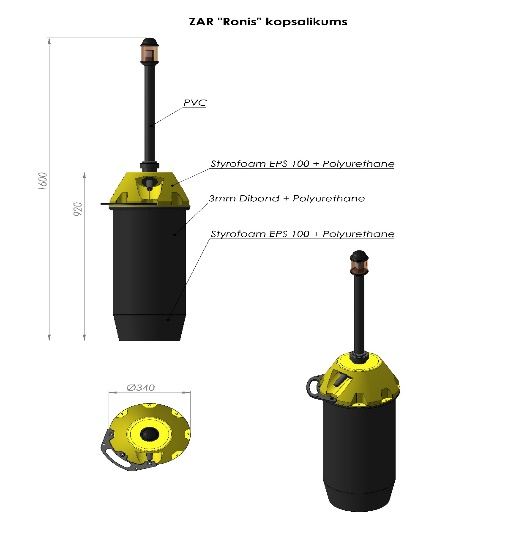 ZAR "Ronis" kopsalikums
PVC
Styrofoam EPS 100 + Polyurethane
3mm Dibond + Polyurethane
Styrofoam EPS 100 + Polyurethane
1600
920
Ø340